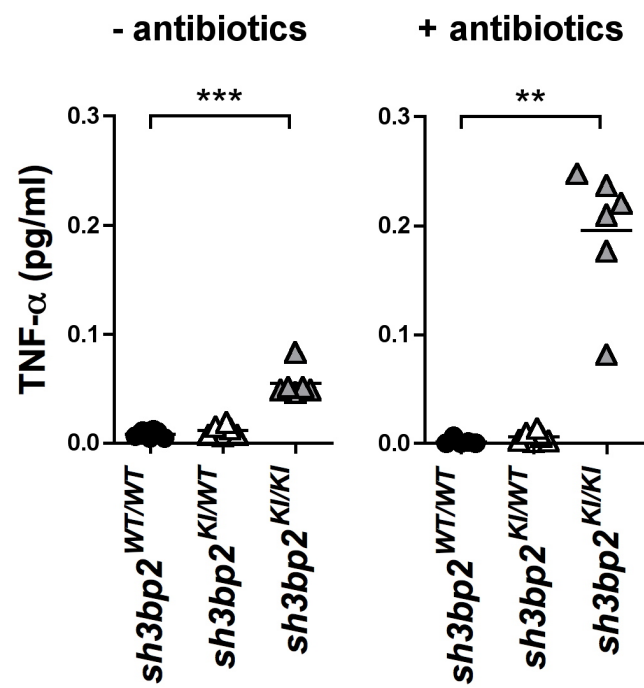 - antibiotics
+ antibiotics
***
**
TNF-α (pg/ml)
0.3
0.2
0.1
0.0
0.3
0.2
0.1
0.0
sh3bp2WT/WT
sh3bp2KI/WT
sh3bp2KI/KI
sh3bp2WT/WT
sh3bp2KI/WT
sh3bp2KI/KI